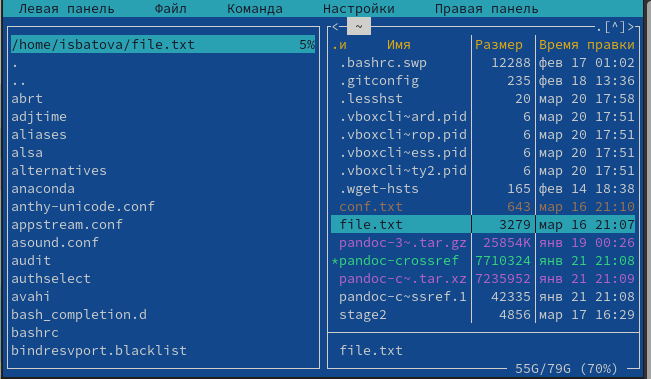 Левая панель Файл Команда Настройки Правая панель
/home/isbatova/file.txt 5%
.
..
abrt
adjtime
aliases
alsa
alternatives
anaconda
anthy-unicode.conf
appstream.conf
asound.conf
audit
authselect
avahi
bash_completion.d
bashrc
bindresvport.blacklist
<─ ~ .[^]>
.и Имя Размер Время правки
.bashrc.swp 12288 фев 17 01:02
.gitconfig 235 фев 18 13:36
.lesshst 20 мар 20 17:58
.vboxcli~ard.pid 6 мар 20 17:51
.vboxcli~rop.pid 6 мар 20 17:51
.vboxcli~ess.pid 6 мар 20 17:51
.vboxcli~ty2.pid 6 мар 20 17:51
.wget-hsts 165 фев 14 18:38
conf.txt 643 мар 16 21:10
file.txt 3279 мар 16 21:07
pandoc-3~.tar.gz 25854K янв 19 00:26
*pandoc-crossref 7710324 янв 21 21:08
pandoc-c~.tar.xz 7235952 янв 21 21:09
pandoc-c~ssref.1 42335 янв 21 21:08
stage2 4856 мар 17 16:29
file.txt
55G/79G (70%)